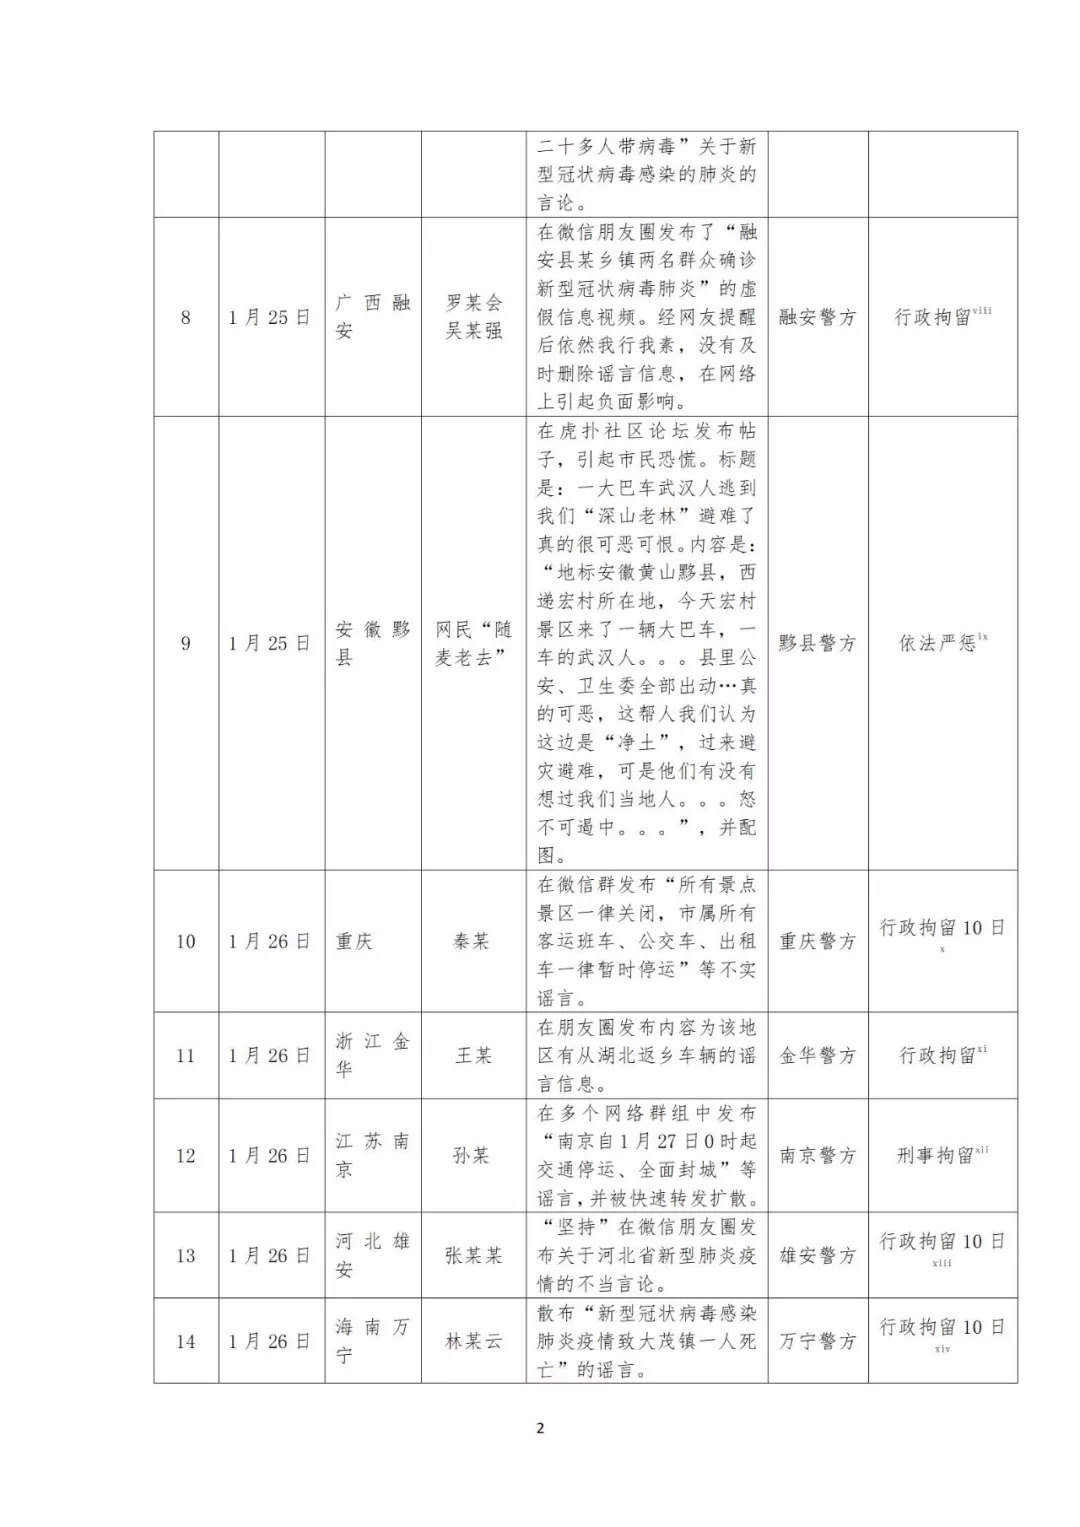 二十多人带病毒”关于新
型冠状病毒感染的肺炎的
言论。
8
1月25日
广西融
安
罗某会
吴某强
在微信朋友圈发布了“融
安县某乡镇两名群众确诊
新型冠状病毒肺炎”的虚
假信息视频。经网友提醒
后依然我行我素，没有及
时删除谣言信息，在网络
上引起负面影响。
融安警方
行政拘留viii
9
1月25日
安徽黟
县
网民“随
麦老去”
在虎扑社区论坛发布帖
子，引起市民恐慌。标题
是：一大巴车武汉人逃到
我们“深山老林”避难了
真的很可恶可恨。内容是：
“地标安徽黄山黟县，西
递宏村所在地，今天宏村
景区来了一辆大巴车，一
车的武汉人。。。县里公
安、卫生委全部出动…真
的可恶，这帮人我们认为
这边是“净土”，过来避
灾避难，可是他们有没有
想过我们当地人。。。怒
不可遏中。。。”，并配
图。
黟县警方
依法严惩ix
10
1月26日
重庆
秦某
在微信群发布“所有景点
景区一律关闭，市属所有
客运班车、公交车、出租
车一律暂时停运”等不实
谣言。
重庆警方
行政拘留10日
x
11
1月26日
浙江金
华
王某
在朋友圈发布内容为该地
区有从湖北返乡车辆的谣
言信息。
金华警方
行政拘留xi
12
1月26日
江苏南
京
孙某
在多个网络群组中发布
“南京自1月27日0时起
交通停运、全面封城”等
谣言，并被快速转发扩散。
南京警方
刑事拘留xii
13
1月26日
河北雄
安
张某某
“坚持”在微信朋友圈发
布关于河北省新型肺炎疫
情的不当言论。
雄安警方
行政拘留10日
xiii
14
1月26日
海南万
宁
林某云
散布“新型冠状病毒感染
肺炎疫情致大茂镇一人死
亡”的谣言。
万宁警方
行政拘留10日
xiv
2